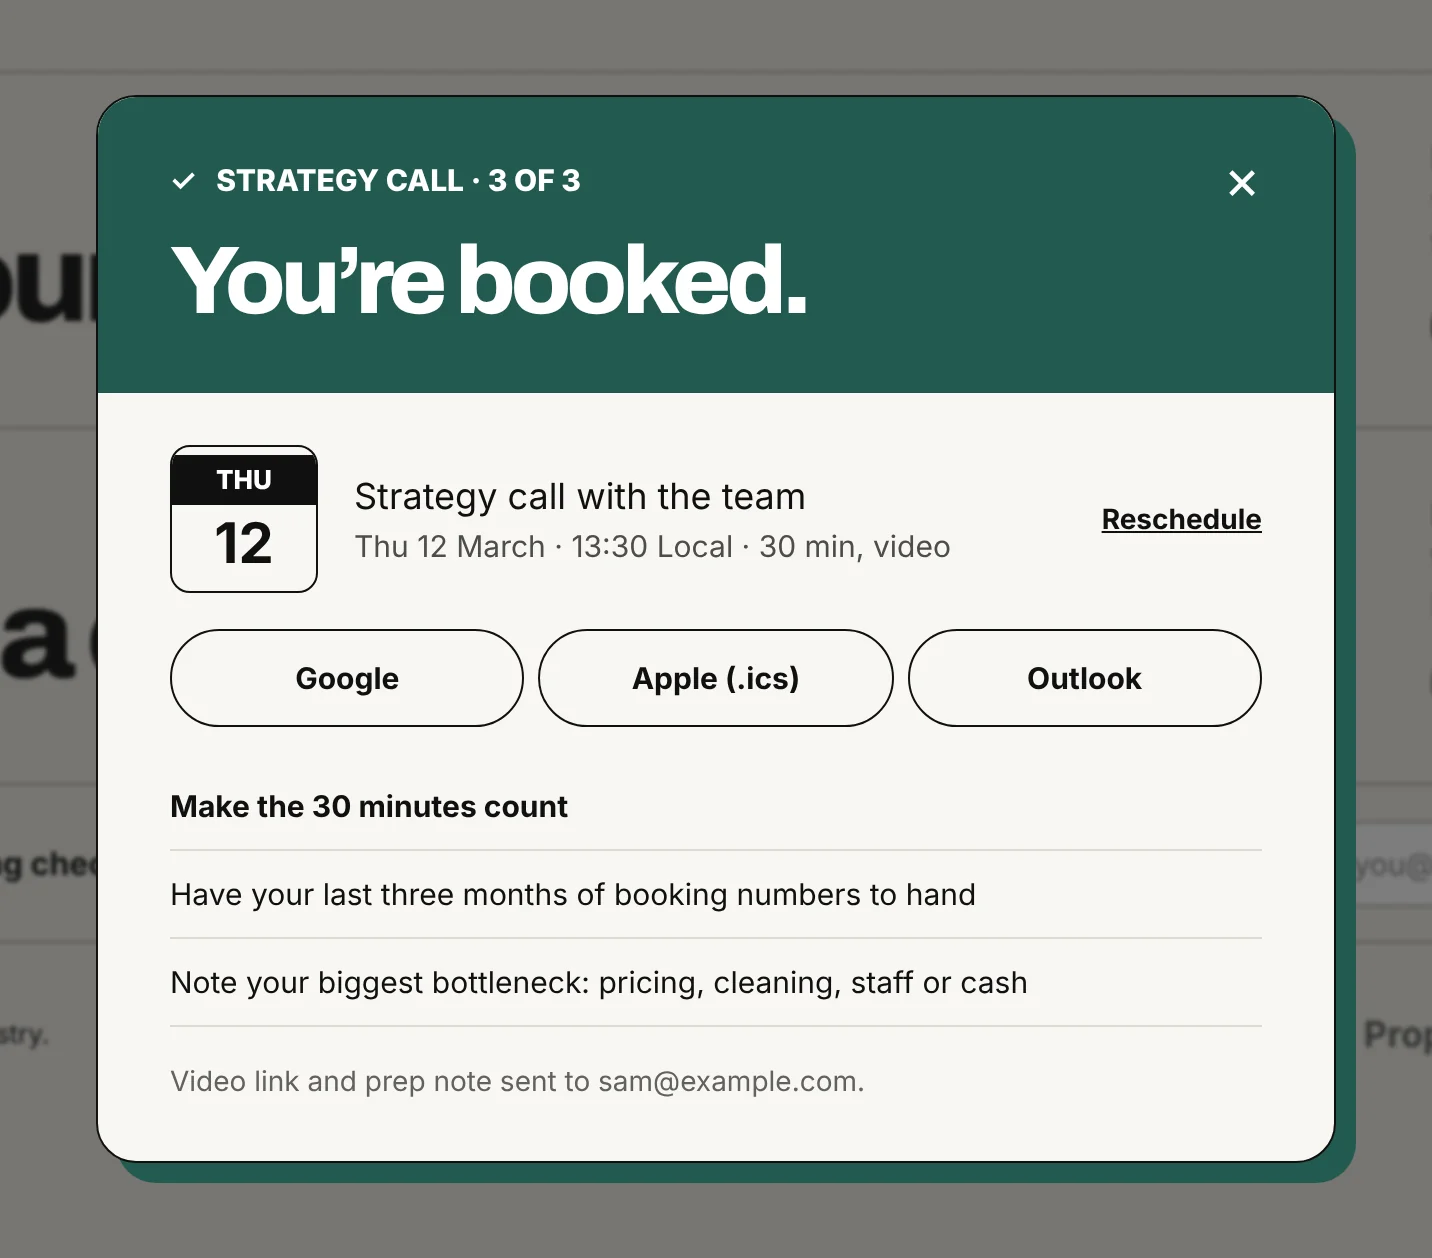 STRATEGY CALL · 3 OF 3
You’re booked.
THU
12
Strategy call with the team
Thu 12 March · 13:30 Local · 30 min, video
Reschedule
Google
Apple (.ics)
Outlook
Make the 30 minutes count
Have your last three months of booking numbers to hand
Note your biggest bottleneck: pricing, cleaning, staff or cash
Video link and prep note sent to sam@example.com.
a
you@